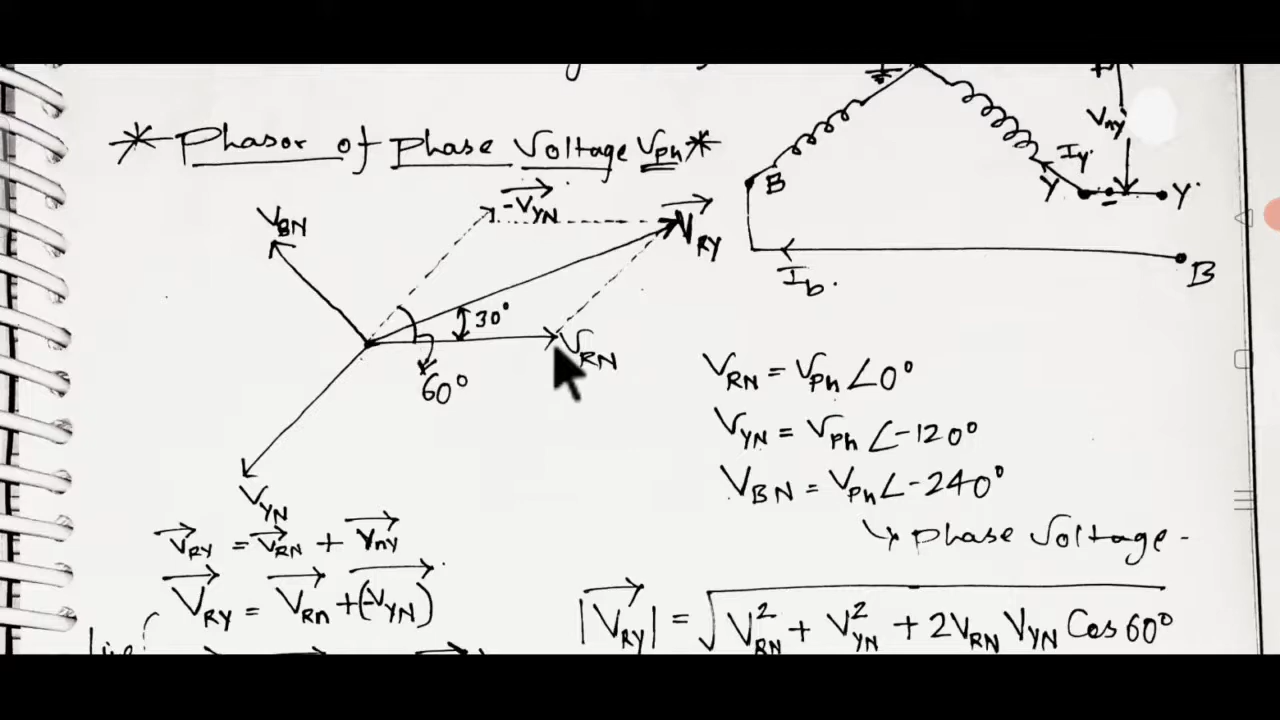 * Phasor of phase Voltage Vph *
-VYN
VBN
VRY
30°
VRN
60°
VYN
Vny
Iy
B
Y
Y
Ib.
B
VRN = Vph ∠0°
VYN = Vph ∠-120°
VBN = Vph ∠-240°
↳ phase Voltage -
VRY = VRN + Vny
VRY = VRn + (-VYN)
|VRY| = √V²RN + V²YN + 2VRN VYN Cos 60°